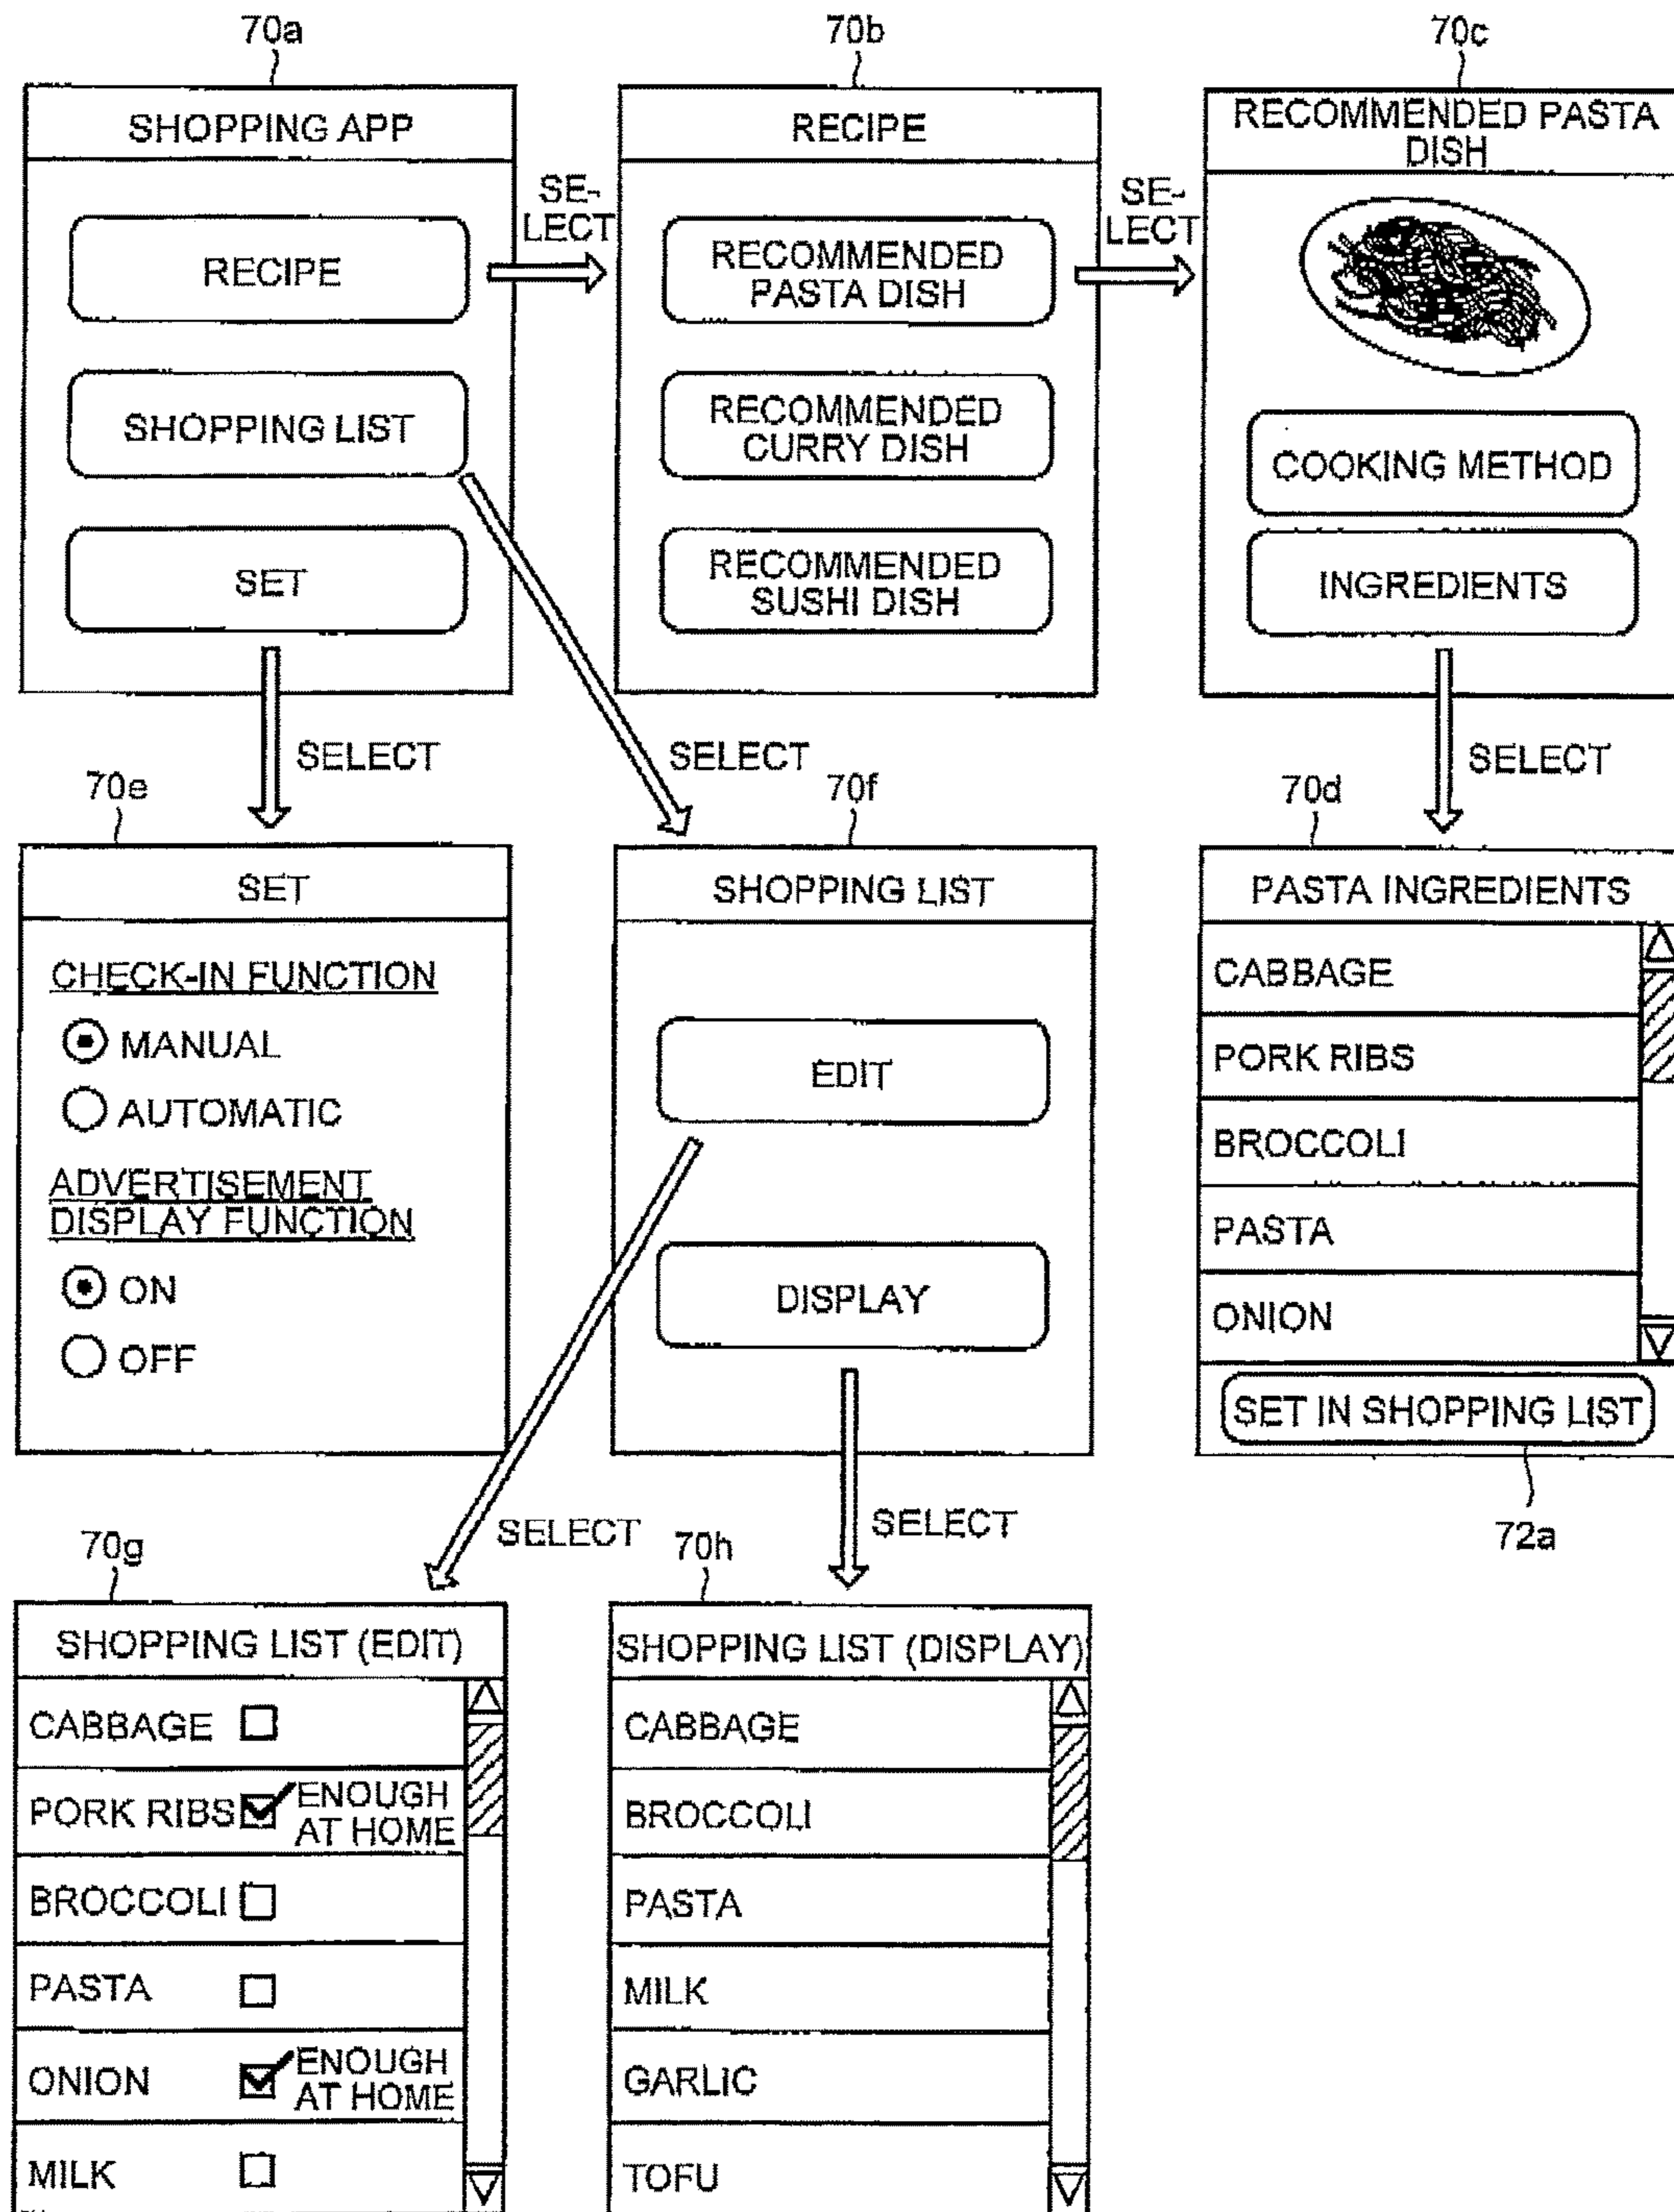 70a
SHOPPING APP
RECIPE
SHOPPING LIST
SET
SE-
LECT
70b
RECIPE
RECOMMENDED
PASTA DISH
RECOMMENDED
CURRY DISH
RECOMMENDED
SUSHI DISH
SE-
LECT
70c
RECOMMENDED PASTA
DISH
COOKING METHOD
INGREDIENTS
SELECT
SELECT
SELECT
70e
SET
CHECK-IN FUNCTION
MANUAL
AUTOMATIC
ADVERTISEMENT
DISPLAY FUNCTION
ON
OFF
70f
SHOPPING LIST
EDIT
DISPLAY
70d
PASTA INGREDIENTS
CABBAGE
PORK RIBS
BROCCOLI
PASTA
ONION
SET IN SHOPPING LIST
72a
SELECT
SELECT
70g
SHOPPING LIST (EDIT)
CABBAGE
PORK RIBS ENOUGH
AT HOME
BROCCOLI
PASTA
ONION ENOUGH
AT HOME
MILK
70h
SHOPPING LIST (DISPLAY)
CABBAGE
BROCCOLI
PASTA
MILK
GARLIC
TOFU